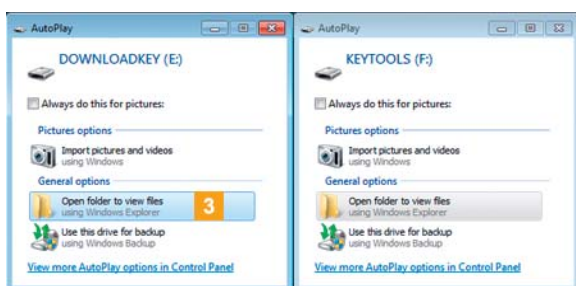 AutoPlay
DOWNLOADKEY (E:)
Always do this for pictures:
Pictures options
Import pictures and videos
using Windows
General options
Open folder to view files
using Windows Explorer
3
Use this drive for backup
using Windows Backup
View more AutoPlay options in Control Panel
AutoPlay
KEYTOOLS (F:)
Always do this for pictures:
Pictures options
Import pictures and videos
using Windows
General options
Open folder to view files
using Windows Explorer
Use this drive for backup
using Windows Backup
View more AutoPlay options in Control Panel